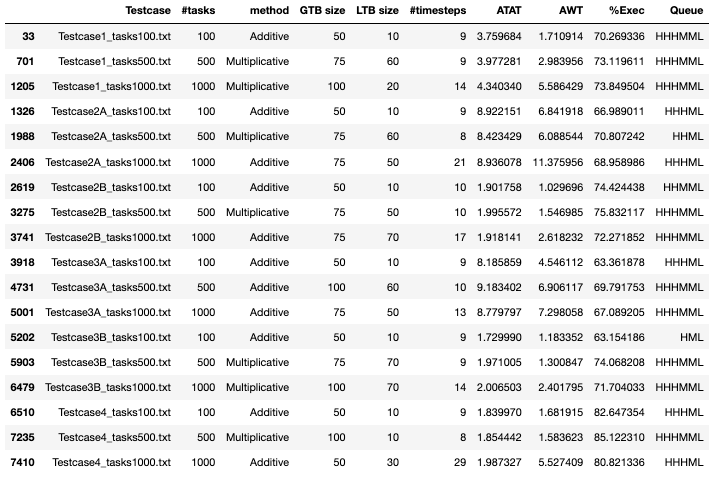 Testcase #tasks method GTB size LTB size #timesteps ATAT AWT %Exec Queue
33 Testcase1_tasks100.txt 100 Additive 50 10 9 3.759684 1.710914 70.269336 HHHMML
701 Testcase1_tasks500.txt 500 Multiplicative 75 60 9 3.977281 2.983956 73.119611 HHHMML
1205 Testcase1_tasks1000.txt 1000 Multiplicative 100 20 14 4.340340 5.586429 73.849504 HHHMML
1326 Testcase2A_tasks100.txt 100 Additive 50 10 9 8.922151 6.841918 66.989011 HHHML
1988 Testcase2A_tasks500.txt 500 Multiplicative 75 60 8 8.423429 6.088544 70.807242 HHML
2406 Testcase2A_tasks1000.txt 1000 Additive 75 50 21 8.936078 11.375956 68.958986 HHHML
2619 Testcase2B_tasks100.txt 100 Additive 50 10 10 1.901758 1.029696 74.424438 HHMML
3275 Testcase2B_tasks500.txt 500 Multiplicative 75 50 10 1.995572 1.546985 75.832117 HHHMML
3741 Testcase2B_tasks1000.txt 1000 Additive 75 70 17 1.918141 2.618232 72.271852 HHHMML
3918 Testcase3A_tasks100.txt 100 Additive 50 10 9 8.185859 4.546112 63.361878 HHHML
4731 Testcase3A_tasks500.txt 500 Additive 100 60 10 9.183402 6.906117 69.791753 HHHMML
5001 Testcase3A_tasks1000.txt 1000 Additive 75 50 13 8.779797 7.298058 67.089205 HHHMML
5202 Testcase3B_tasks100.txt 100 Additive 50 10 9 1.729990 1.183352 63.154186 HML
5903 Testcase3B_tasks500.txt 500 Multiplicative 75 70 9 1.971005 1.300847 74.068208 HHHMML
6479 Testcase3B_tasks1000.txt 1000 Multiplicative 100 70 14 2.006503 2.401795 71.704033 HHHMML
6510 Testcase4_tasks100.txt 100 Additive 50 10 9 1.839970 1.681915 82.647354 HHHML
7235 Testcase4_tasks500.txt 500 Multiplicative 100 10 8 1.854442 1.583623 85.122310 HHHMML
7410 Testcase4_tasks1000.txt 1000 Additive 50 30 29 1.987327 5.527409 80.821336 HHHML